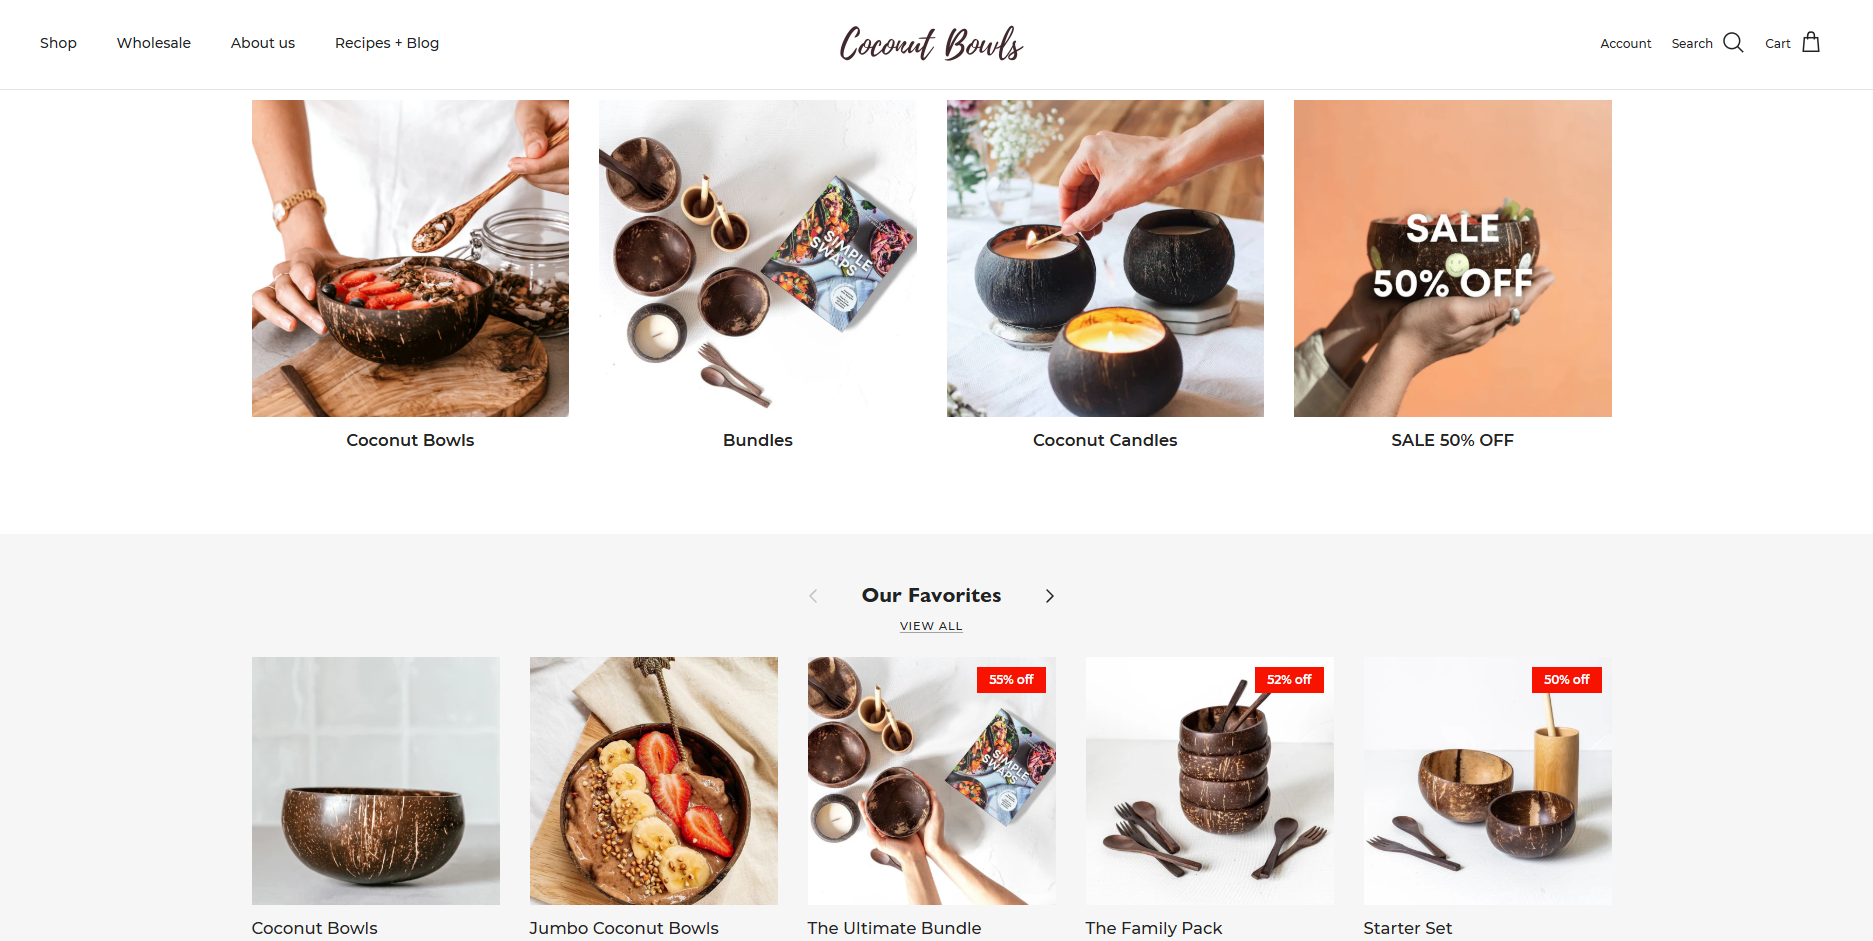 Shop
Wholesale
About us
Recipes + Blog
Coconut Bowls
Account
Search
Cart
SIMPLE
SWAPS
SALE
50% OFF
Coconut Bowls
Bundles
Coconut Candles
SALE 50% OFF
Our Favorites
VIEW ALL
55% off
52% off
50% off
SIMPLE
SWAPS
Coconut Bowls
Jumbo Coconut Bowls
The Ultimate Bundle
The Family Pack
Starter Set